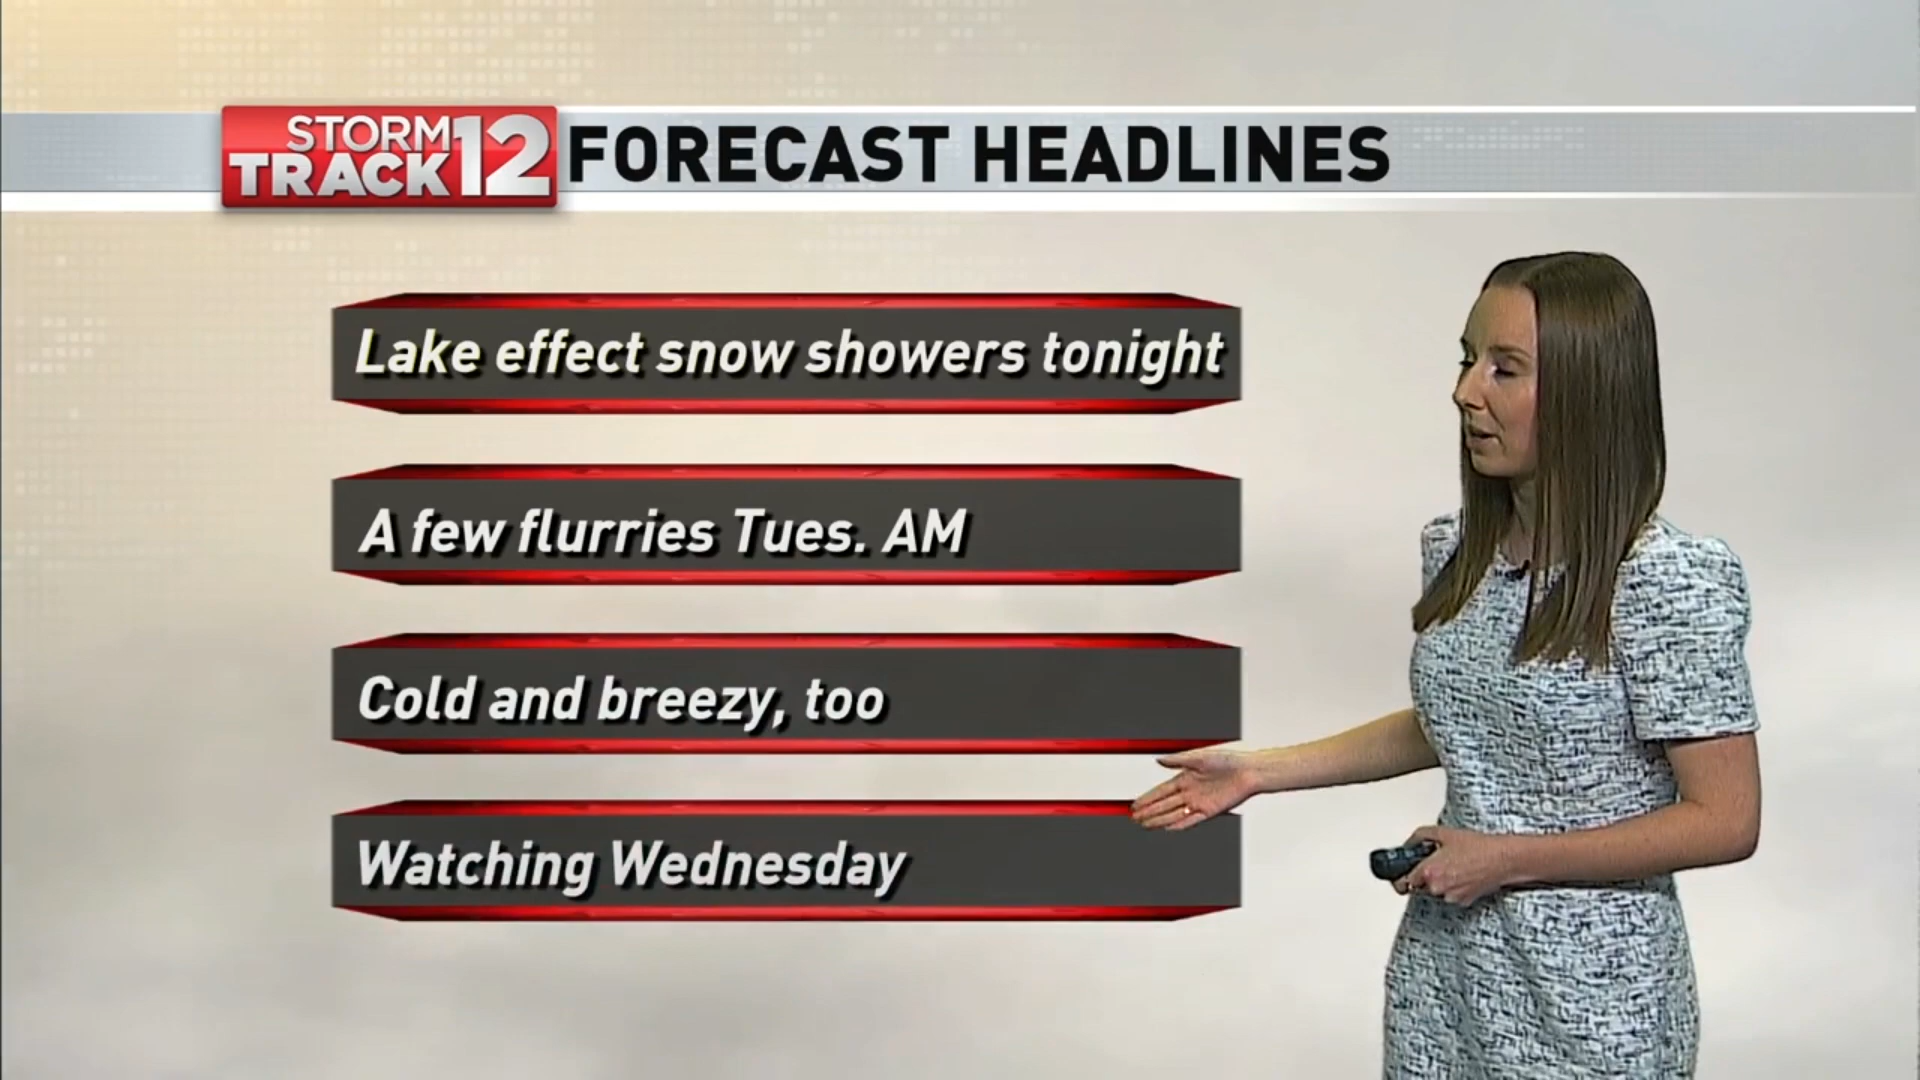 STORM
TRACK 12
FORECAST HEADLINES
Lake effect snow showers tonight
A few flurries Tues. AM
Cold and breezy, too
Watching Wednesday